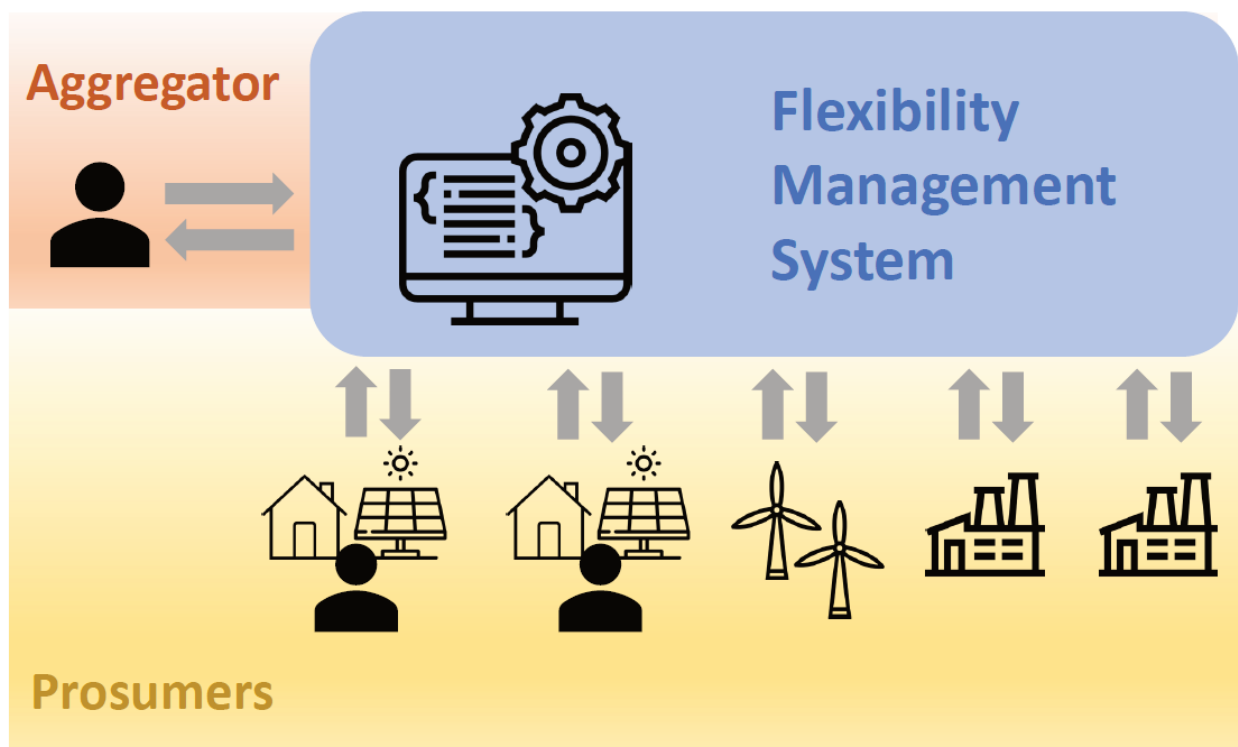 Aggregator
Flexibility
Management
System
Prosumers